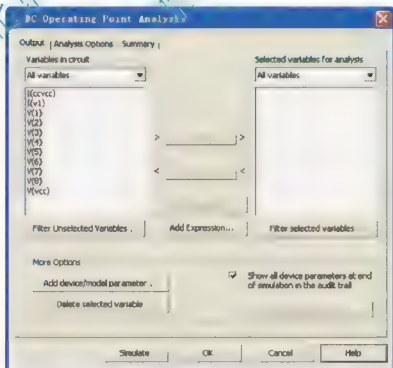 DC Operating Point Analysis
Output | Analysis Options Summary |
Variables in circuit
All variables
I(ccvcc)
I(v1)
V(1)
V(2)
V(3)
V(4)
V(5)
V(6)
V(7)
V(8)
V(vcc)
Selected variables for analysis
All variables
> >
< <
Filter Unselected Variables .
Add Expression...
Filter selected variables
More Options
Add device/model parameter .
Delete selected variable
Show all device parameters at end
of simulation in the audit trail
Simulate
OK
Cancel
Help